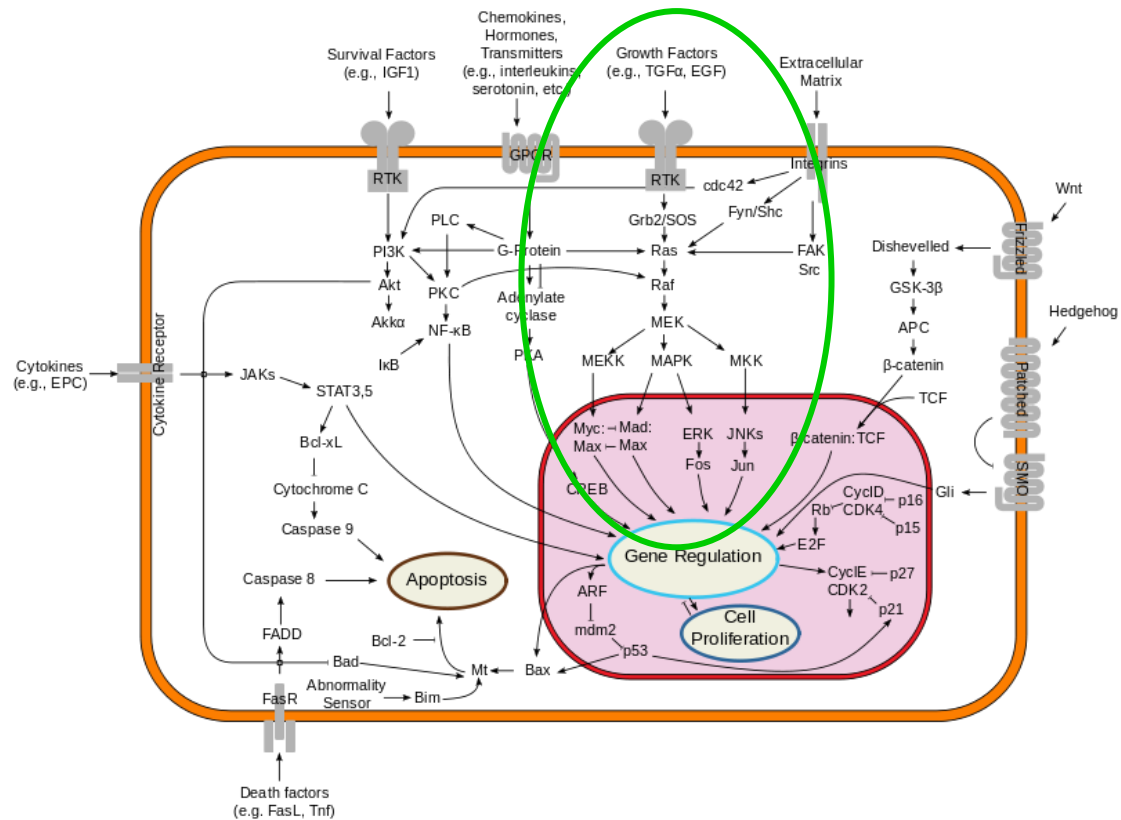 Chemokines,
Hormones,
Transmitters
(e.g., interleukins,
serotonin, etc.)
Survival Factors
(e.g., IGF1)
Growth Factors
(e.g., TGFα, EGF)
Extracellular
Matrix
GPCR
Integrins
RTK
RTK
cdc42
Wnt
Fyn/Shc
Grb2/SOS
PLC
Frizzled
PI3K
G-Protein
Ras
FAK
Src
Dishevelled
Akt
PKC
Adenylate
cyclase
Raf
GSK-3β
Hedgehog
Akkα
NF-κB
MEK
APC
IκB
PKA
MEKK
MAPK
MKK
β-catenin
Cytokines
(e.g., EPC)
Cytokine Receptor
JAKs
STAT3,5
TCF
Patched
Myc:
Mad:
Max
Max
ERK
JNKs
β-catenin:TCF
Bcl-xL
Fos
Jun
SMO
Cytochrome C
CREB
Gli
CyclD
CDK4
p16
Rb
p15
Caspase 9
E2F
Gene Regulation
Caspase 8
Apoptosis
ARF
CyclE
CDK2
p27
p21
FADD
Bcl-2
mdm2
Cell
Proliferation
p53
Bad
Mt
Bax
Abnormality
Sensor
Bim
FasR
Death factors
(e.g. FasL, Tnf)